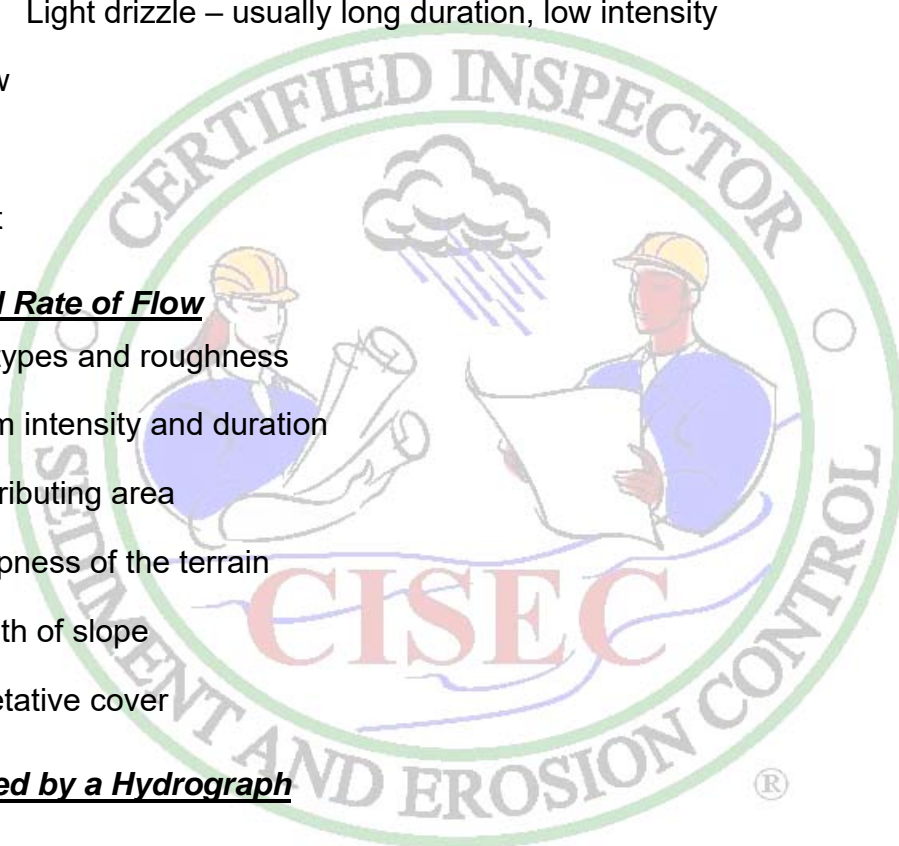 Light drizzle – usually long duration, low intensity
w
t
l Rate of Flow
types and roughness
m intensity and duration
ributing area
pness of the terrain
th of slope
etative cover
ed by a Hydrograph
CERTIFIED INSPECTOR
SEDIMENT AND EROSION CONTROL
CISEC
®